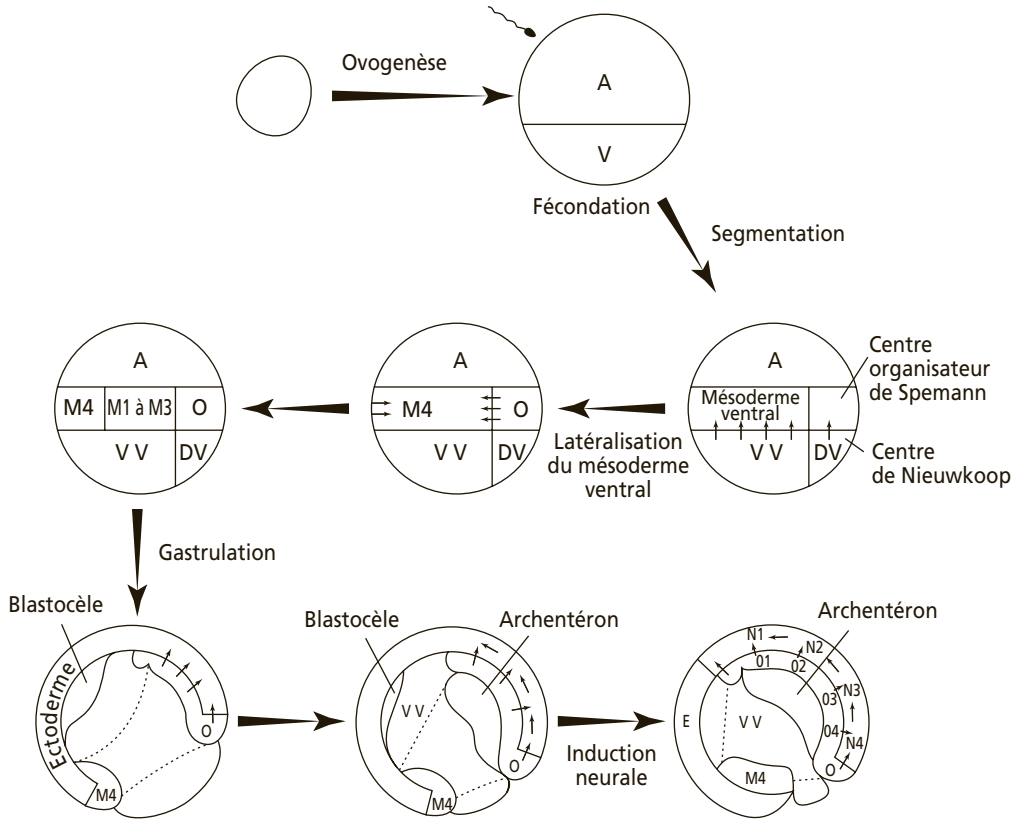 Ovogenèse
A
V
Fécondation
Segmentation
A
M4 M1 à M3 O
V V DV
A
M4 O
V V DV
Latéralisation
du mésoderme
ventral
A
Mésoderme
ventral
V V DV
Centre
organisateur
de Spemann
Centre
de Nieuwkoop
Gastrulation
Blastocèle
Ectoderme
O
M4
Blastocèle
Archentéron
V V
O
M4
Induction
neurale
Archentéron
N1
N2
01
02
03
N3
04
N4
E
V V
M4
O